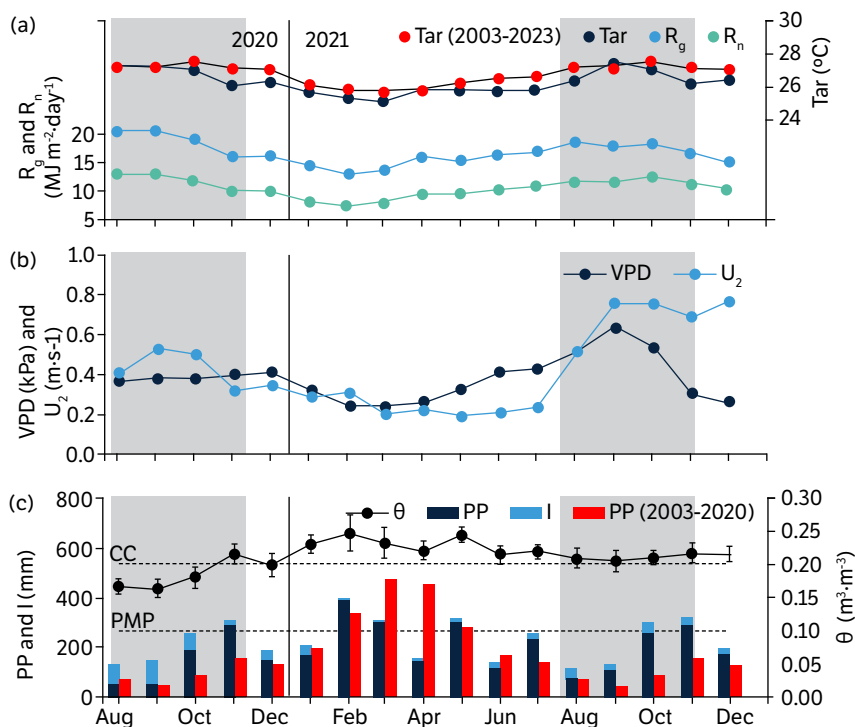 (a)
2020
2021
Tar (2003-2023)
Tar
Rg
Rn
Rg and Rn
(MJ m⁻²·day⁻¹)
20
15
10
5
30
28
26
24
Tar (ºC)
(b)
VPD
U₂
VPD (kPa) and
U₂ (m·s-1)
1.0
0.8
0.6
0.4
0.2
0.0
(c)
θ
PP
I
PP (2003-2020)
CC
PMP
PP and I (mm)
800
600
400
200
0
0.30
0.25
0.20
0.15
0.10
0.05
0.00
θ (m³·m⁻³)
Aug Oct Dec Feb Apr Jun Aug Oct Dec